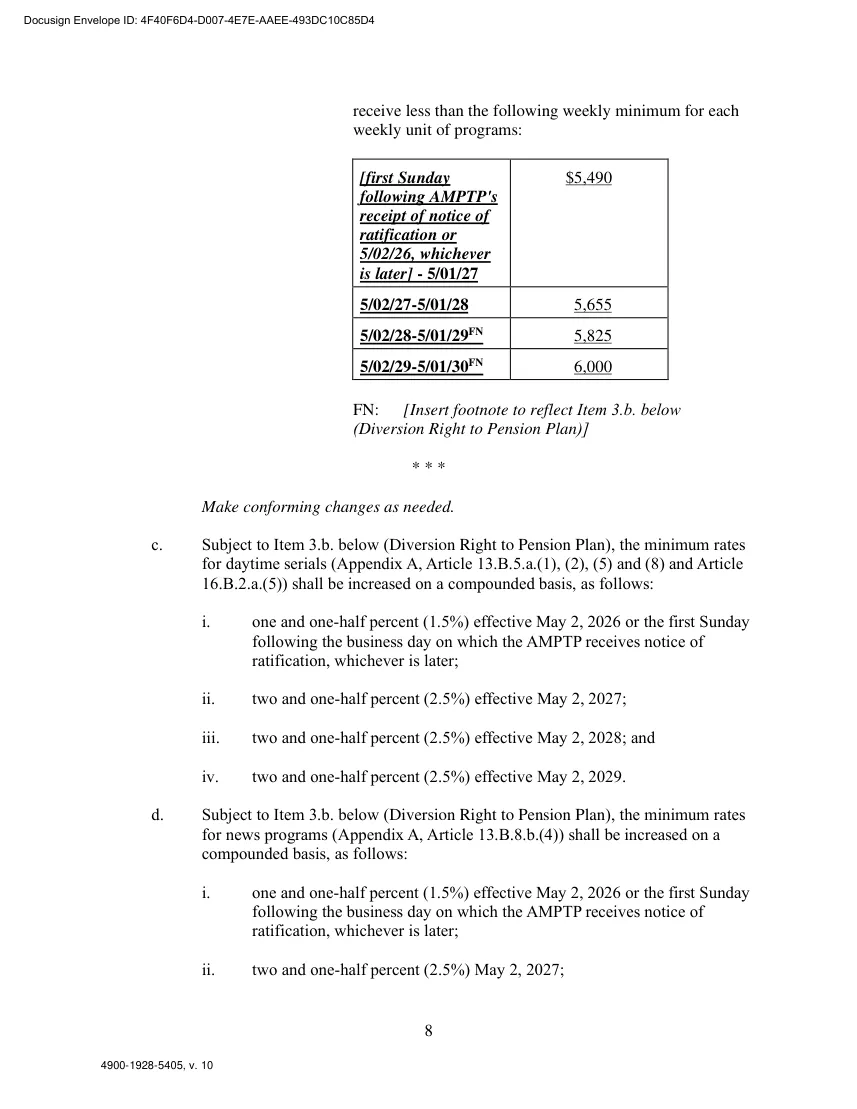 Docusign Envelope ID: 4F40F6D4-D007-4E7E-AAEE-493DC10C85D4
receive less than the following weekly minimum for each
weekly unit of programs:
[first Sunday
following AMPTP's
receipt of notice of
ratification or
5/02/26, whichever
is later] - 5/01/27
$5,490
5/02/27-5/01/28
5,655
5/02/28-5/01/29FN
5,825
5/02/29-5/01/30FN
6,000
FN: [Insert footnote to reflect Item 3.b. below
(Diversion Right to Pension Plan)]
* * *
Make conforming changes as needed.
c. Subject to Item 3.b. below (Diversion Right to Pension Plan), the minimum rates
for daytime serials (Appendix A, Article 13.B.5.a.(1), (2), (5) and (8) and Article
16.B.2.a.(5)) shall be increased on a compounded basis, as follows:
i. one and one-half percent (1.5%) effective May 2, 2026 or the first Sunday
following the business day on which the AMPTP receives notice of
ratification, whichever is later;
ii. two and one-half percent (2.5%) effective May 2, 2027;
iii. two and one-half percent (2.5%) effective May 2, 2028; and
iv. two and one-half percent (2.5%) effective May 2, 2029.
d. Subject to Item 3.b. below (Diversion Right to Pension Plan), the minimum rates
for news programs (Appendix A, Article 13.B.8.b.(4)) shall be increased on a
compounded basis, as follows:
i. one and one-half percent (1.5%) effective May 2, 2026 or the first Sunday
following the business day on which the AMPTP receives notice of
ratification, whichever is later;
ii. two and one-half percent (2.5%) May 2, 2027;
8
4900-1928-5405, v. 10